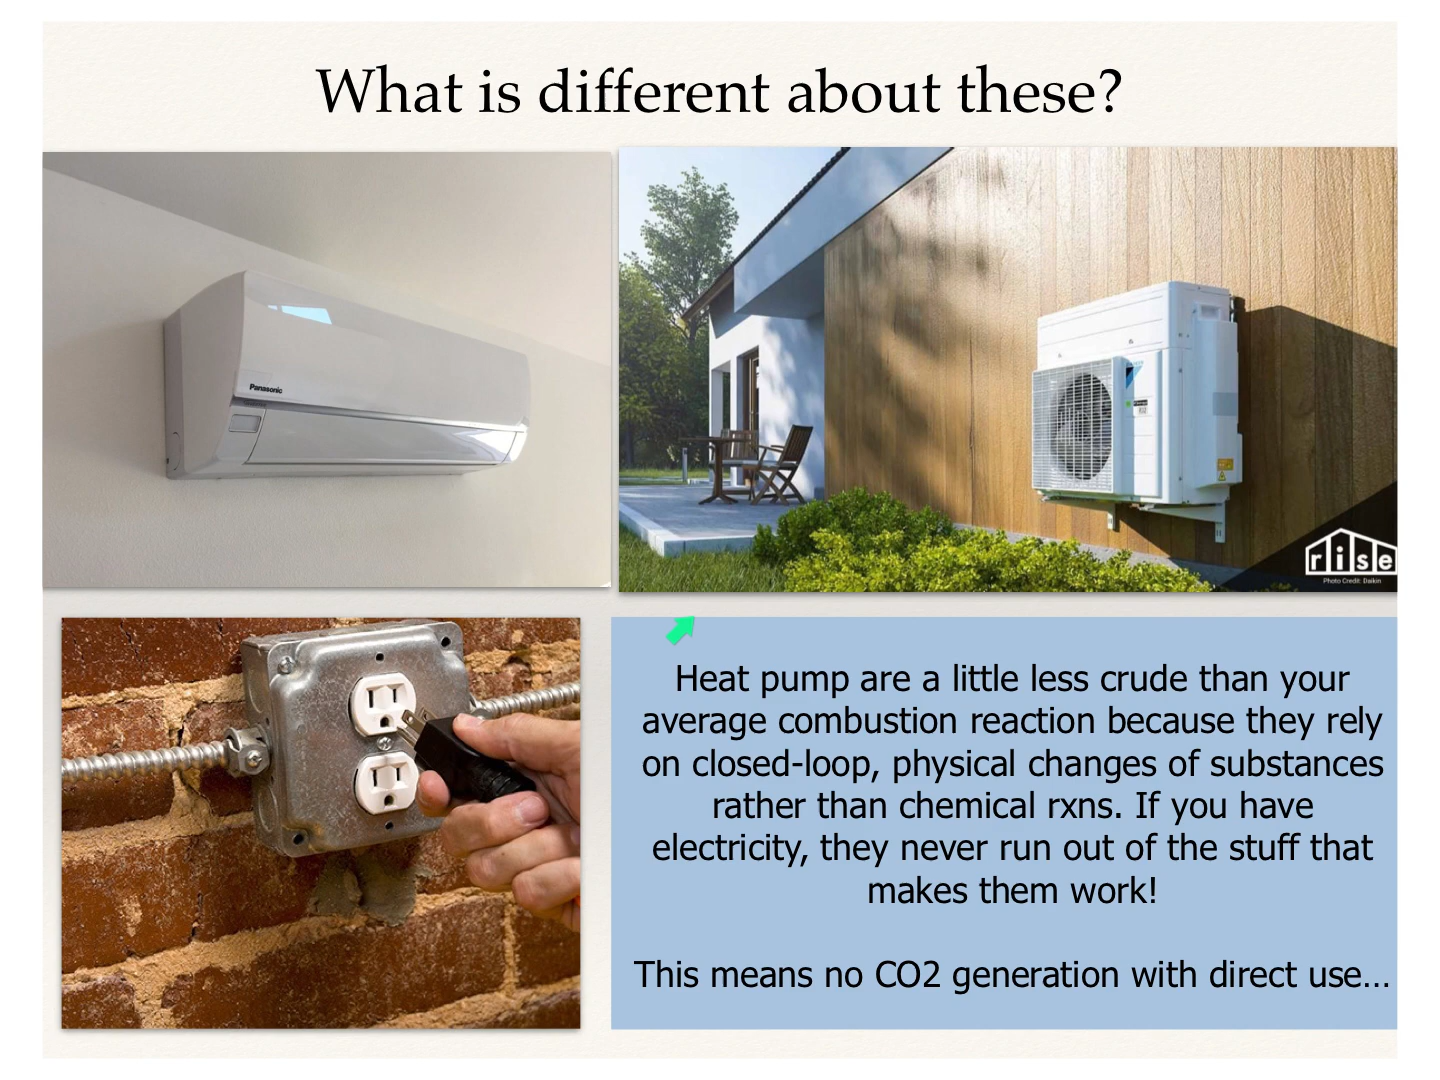 What is different about these?
Panasonic
R32
rise
Photo Credit: Daikin
Heat pump are a little less crude than your
average combustion reaction because they rely
on closed-loop, physical changes of substances
rather than chemical rxns. If you have
electricity, they never run out of the stuff that
makes them work!
This means no CO2 generation with direct use...